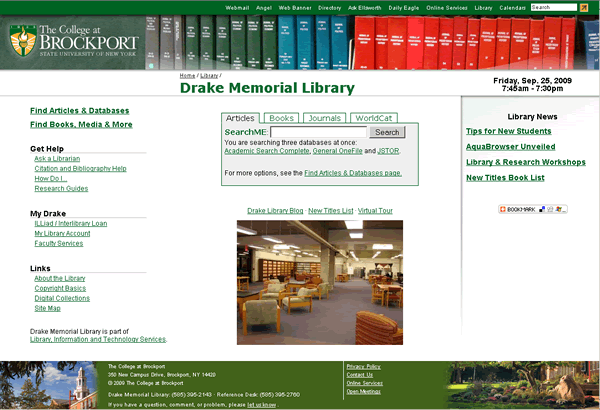 Webmail Angel Web Banner Directory Ask Ellsworth Daily Eagle Online Services Library Calendars Search
The College at
BROCKPORT
STATE UNIVERSITY OF NEW YORK
Home / Library /
Drake Memorial Library
Friday, Sep. 25, 2009
7:45am - 7:30pm
Find Articles & Databases
Find Books, Media & More
Get Help
Ask a Librarian
Citation and Bibliography Help
How Do I...
Research Guides
My Drake
ILLiad / Interlibrary Loan
My Library Account
Faculty Services
Links
About the Library
Copyright Basics
Digital Collections
Site Map
Drake Memorial Library is part of
Library, Information and Technology Services.
Articles Books Journals WorldCat
SearchME: Search
You are searching three databases at once:
Academic Search Complete, General OneFile and JSTOR.
For more options, see the Find Articles & Databases page.
Drake Library Blog · New Titles List · Virtual Tour
Library News
Tips for New Students
AquaBrowser Unveiled
Library & Research Workshops
New Titles Book List
BOOKMARK
The College at Brockport
350 New Campus Drive, Brockport, NY 14420
© 2009 The College at Brockport
Drake Memorial Library: (585) 395-2143 · Reference Desk: (585) 395-2760
If you have a question, comment, or problem, please let us know.
Privacy Policy
Contact Us
Online Services
Open Meetings